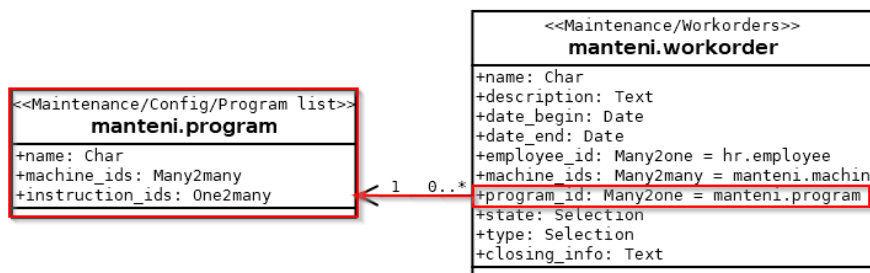 <<Maintenance/Config/Program list>>
manteni.program
+name: Char
+machine_ids: Many2many
+instruction_ids: One2many
1 0..*
<<Maintenance/Workorders>>
manteni.workorder
+name: Char
+description: Text
+date_begin: Date
+date_end: Date
+employee_id: Many2one = hr.employee
+machine_ids: Many2many = manteni.machin
+program_id: Many2one = manteni.program
+state: Selection
+type: Selection
+closing_info: Text